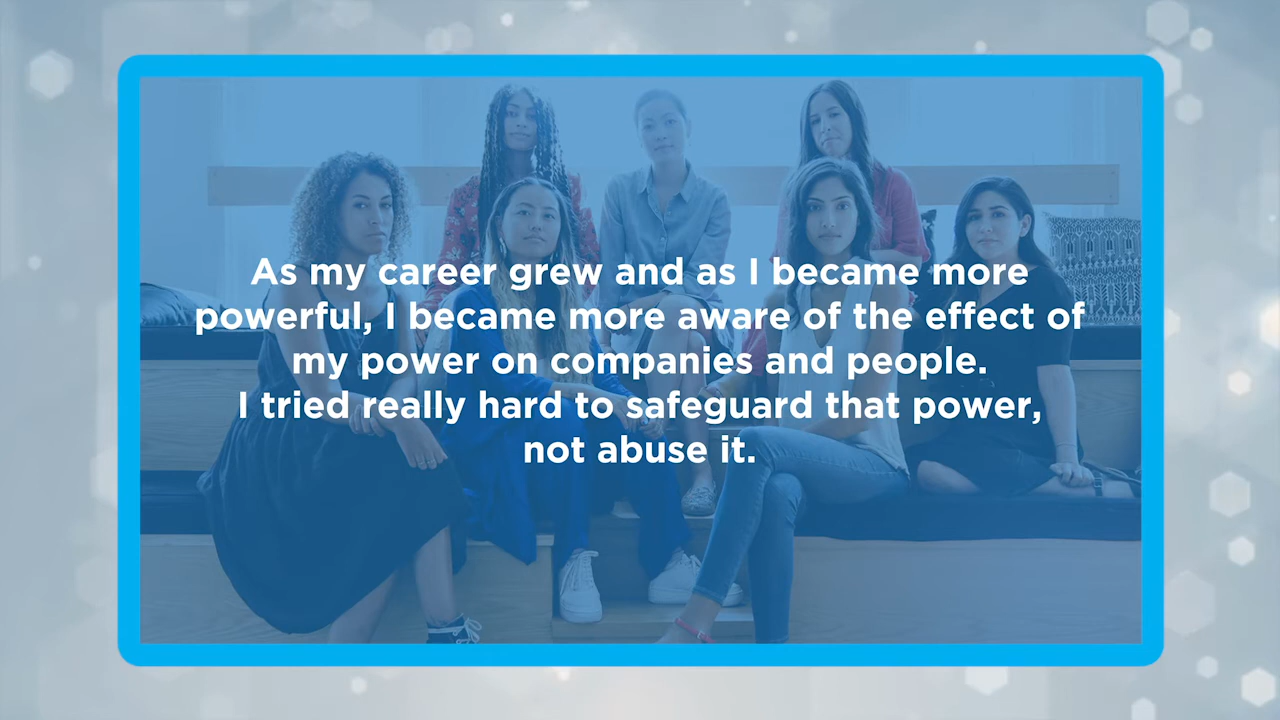 As my career grew and as I became more
powerful, I became more aware of the effect of
my power on companies and people.
I tried really hard to safeguard that power,
not abuse it.